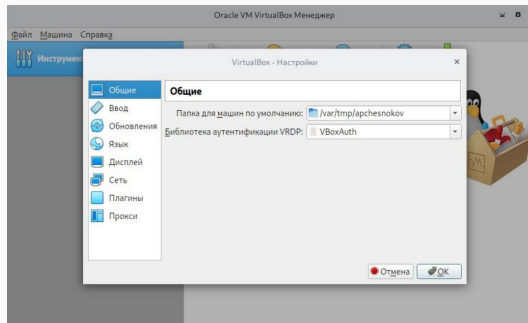 Oracle VM VirtualBox Менеджер
Файл Машина Справка
Инструмен
VirtualBox - Настройки
Общие
Ввод
Обновления
Язык
Дисплей
Сеть
Плагины
Прокси
Общие
Папка для машин по умолчанию: /var/tmp/apchesnokov
Библиотека аутентификации VRDP: VBoxAuth
Отмена OK